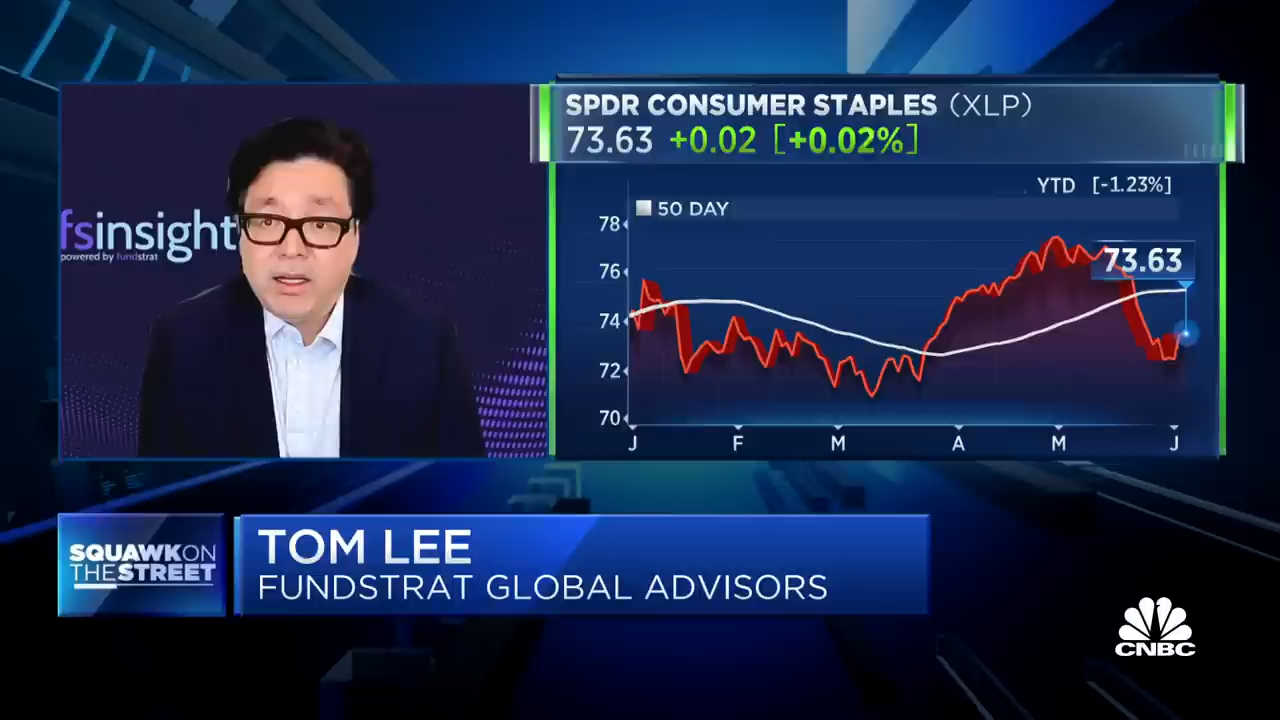 fsinsight
powered by fundstrat
SPDR CONSUMER STAPLES (XLP)
73.63 +0.02 [+0.02%]
YTD [-1.23%]
50 DAY
78
76
74
72
70
73.63
J F M A M J
SQUAWK ON
THE STREET
TOM LEE
FUNDSTRAT GLOBAL ADVISORS
CNBC